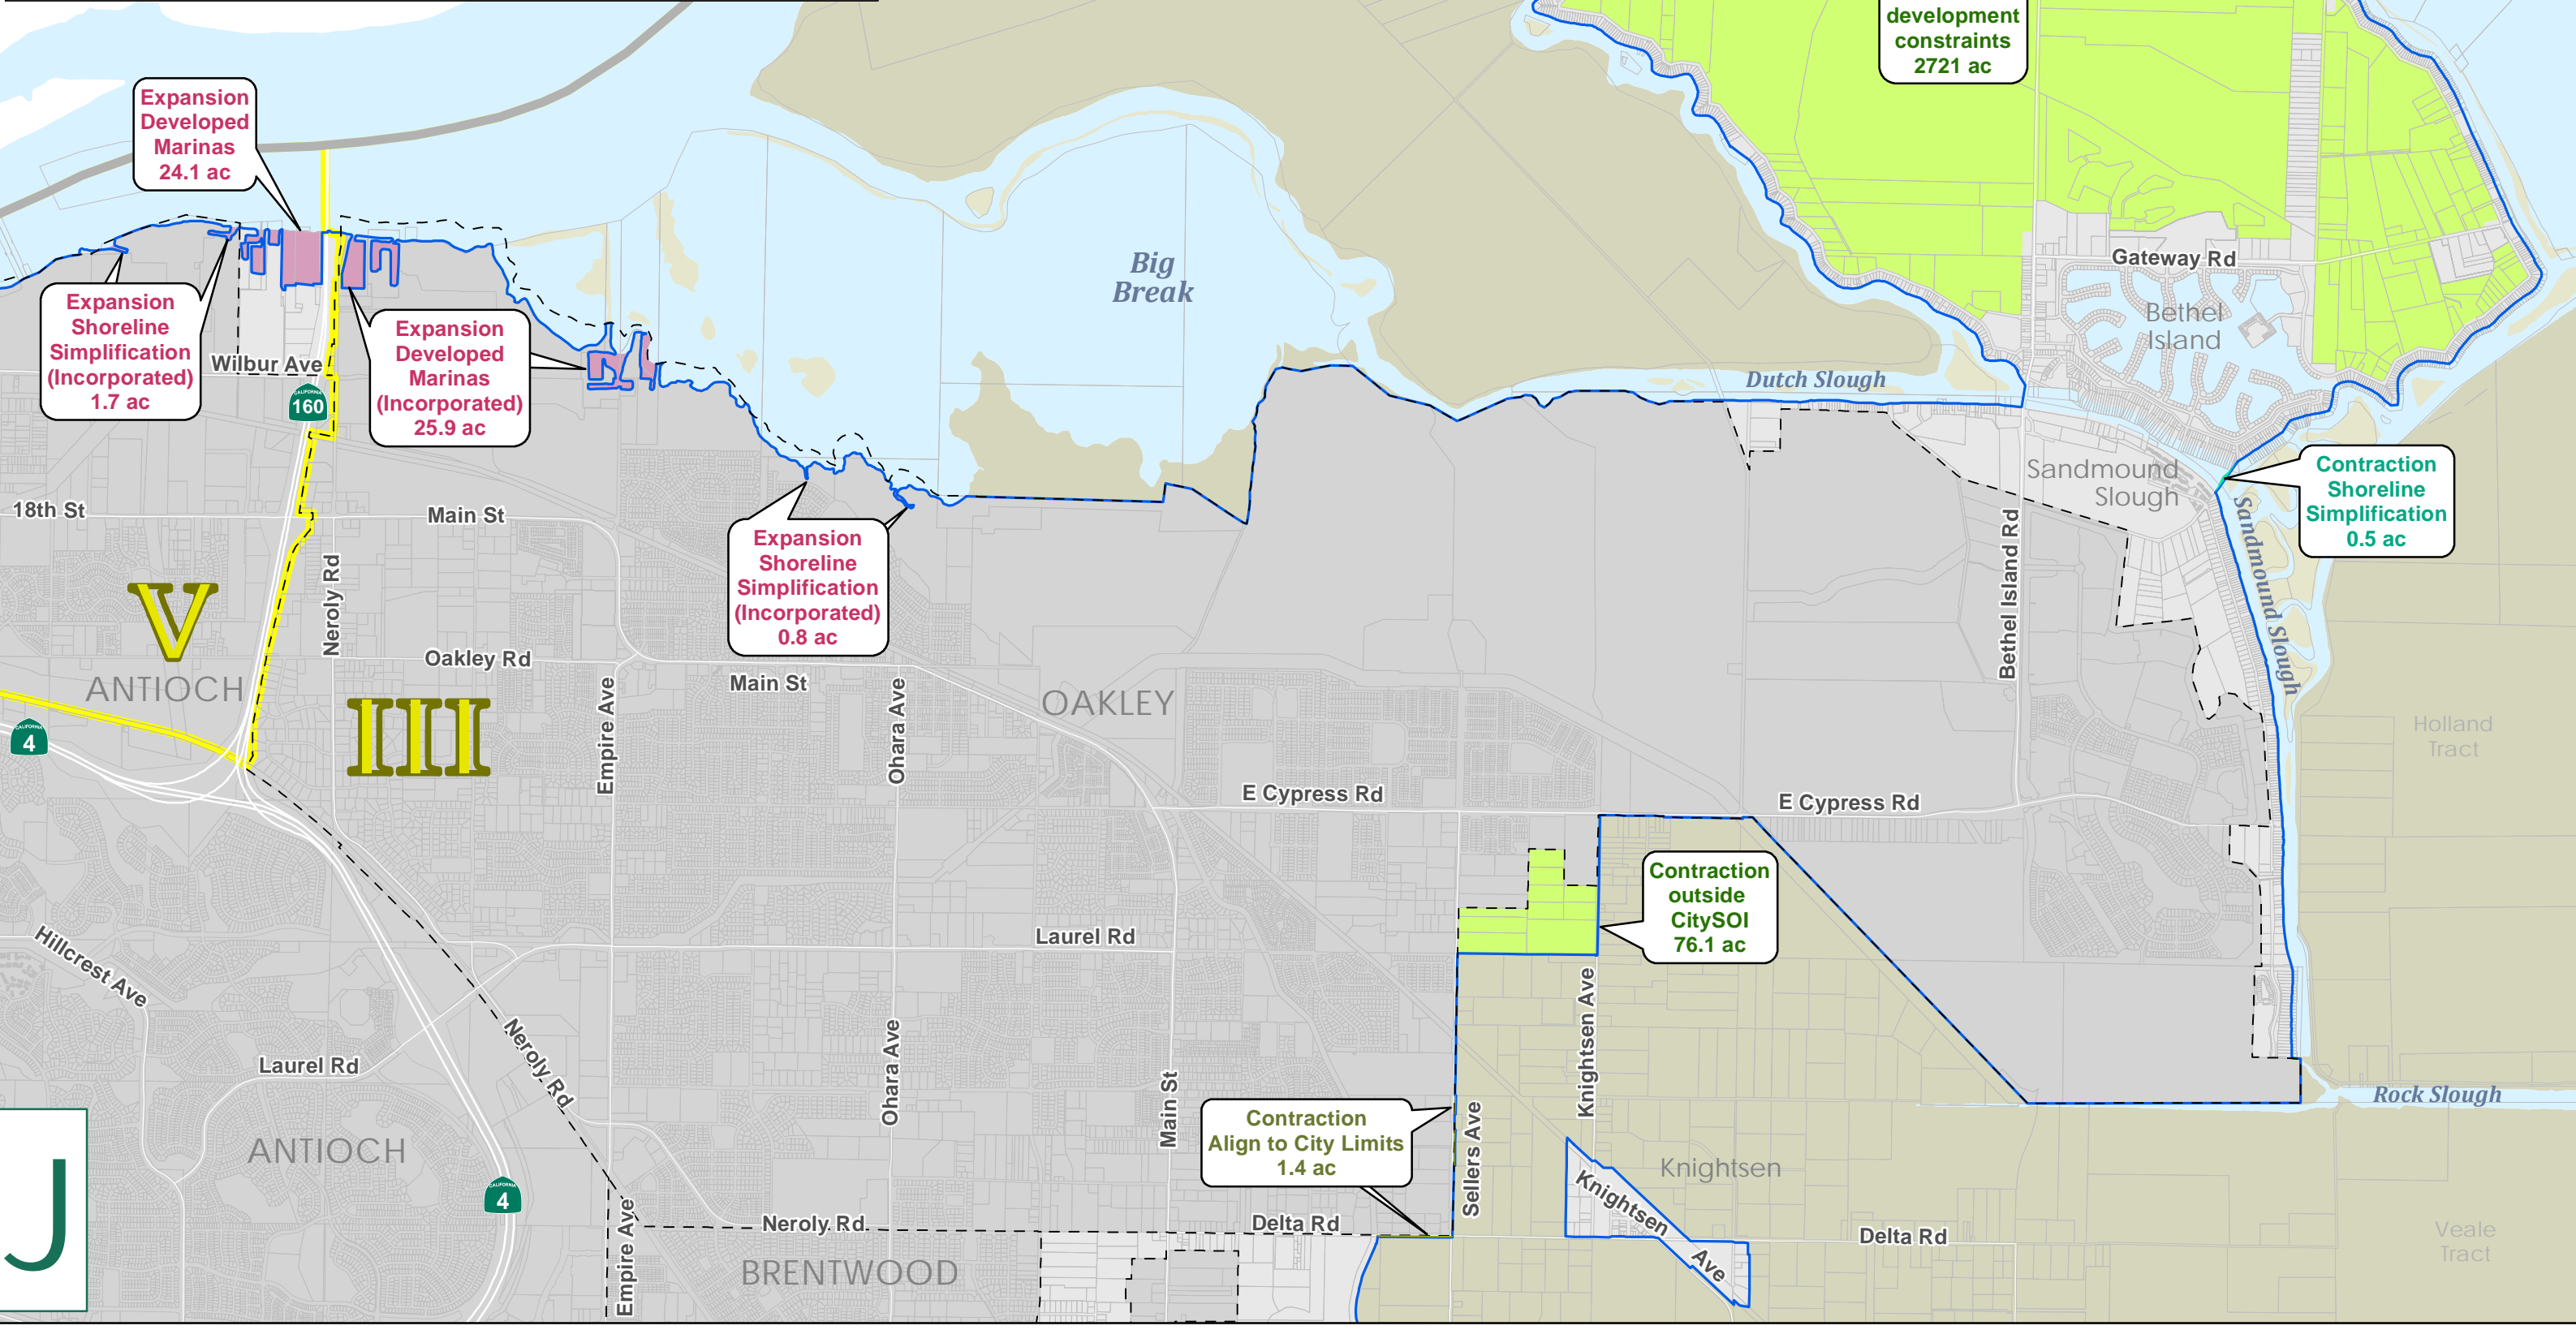 development
constraints
2721 ac
Expansion
Developed
Marinas
24.1 ac
Expansion
Shoreline
Simplification
(Incorporated)
1.7 ac
Expansion
Developed
Marinas
(Incorporated)
25.9 ac
Big
Break
Gateway Rd
Bethel
Island
Wilbur Ave
CALIFORNIA
160
Dutch Slough
Sandmound
Slough
Contraction
Shoreline
Simplification
0.5 ac
Sandmound Slough
18th St
Main St
Neroly Rd
Expansion
Shoreline
Simplification
(Incorporated)
0.8 ac
Bethel Island Rd
V
ANTIOCH
III
Oakley Rd
Main St
Empire Ave
Ohara Ave
OAKLEY
CALIFORNIA
4
Holland
Tract
E Cypress Rd
E Cypress Rd
Contraction
outside
CitySOI
76.1 ac
Hillcrest Ave
Laurel Rd
Laurel Rd
Neroly Rd
Ohara Ave
Main St
Knightsen Ave
Rock Slough
Contraction
Align to City Limits
1.4 ac
Sellers Ave
Knightsen
Knightsen
Ave
ANTIOCH
CALIFORNIA
4
J
Empire Ave
Neroly Rd
Delta Rd
Delta Rd
BRENTWOOD
Veale
Tract